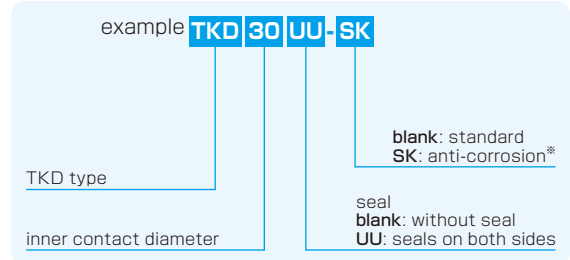 example TKD 30 UU - SK
blank: standard
SK: anti-corrosion※
TKD type
seal
blank: without seal
inner contact diameter
UU: seals on both sides